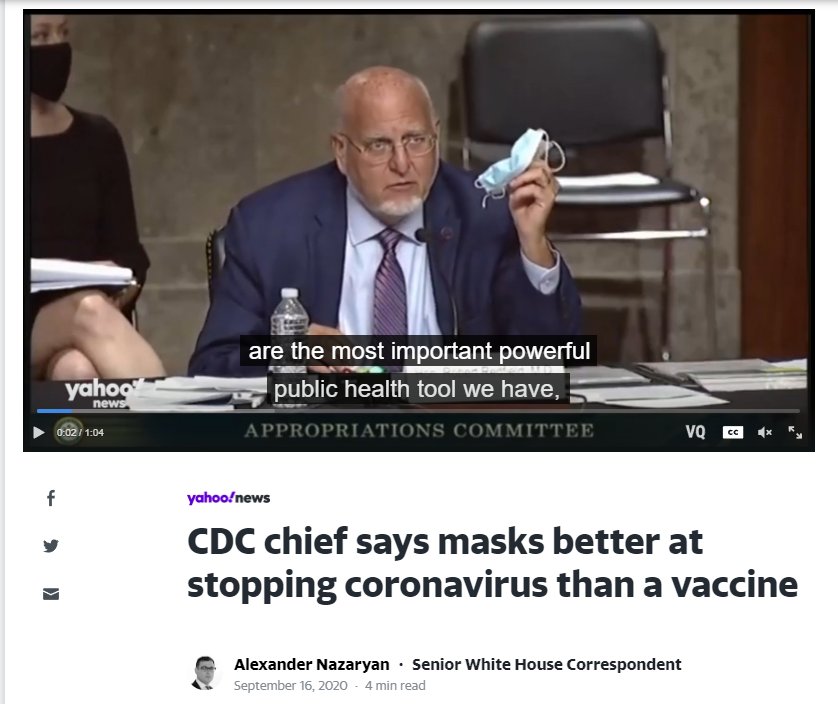 are the most important powerful
public health tool we have,
yahoo!
news
0:02 / 1:04
APPROPRIATIONS COMMITTEE
VQ
CC
yahoo!news
CDC chief says masks better at
stopping coronavirus than a vaccine
Alexander Nazaryan · Senior White House Correspondent
September 16, 2020 · 4 min read